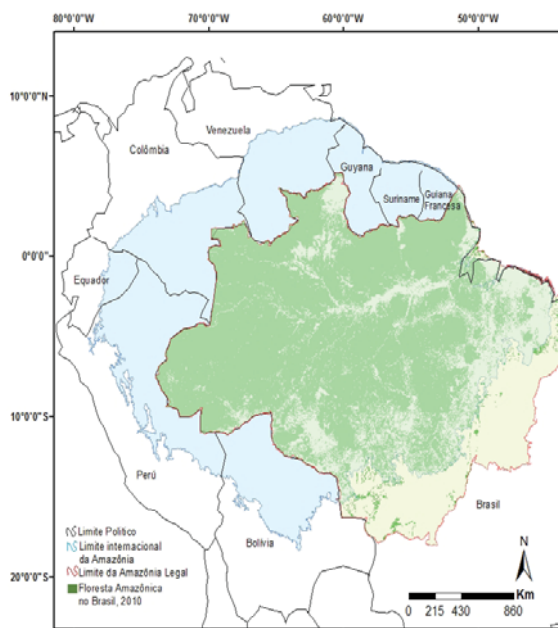 80°0'0"W 70°0'0"W 60°0'0"W 50°0'0"W
10°0'0"N
Venezuela
Colômbia
Guyana
Suriname
Guiana
Francesa
0°0'0"
Equador
10°0'0"S
Perú
Brasil
Bolívia
Limite Político
Limite internacional
da Amazônia
Limite da Amazônia Legal
Floresta Amazônica
no Brasil, 2010
20°0'0"S
N
Km
0 215 430 860